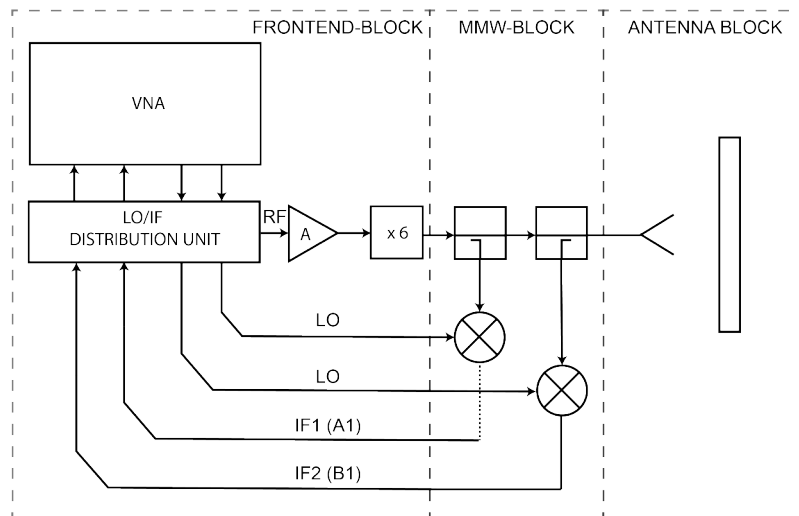 FRONTEND-BLOCK
MMW-BLOCK
ANTENNA BLOCK
VNA
LO/IF
DISTRIBUTION UNIT
RF
A
x 6
LO
LO
IF1 (A1)
IF2 (B1)